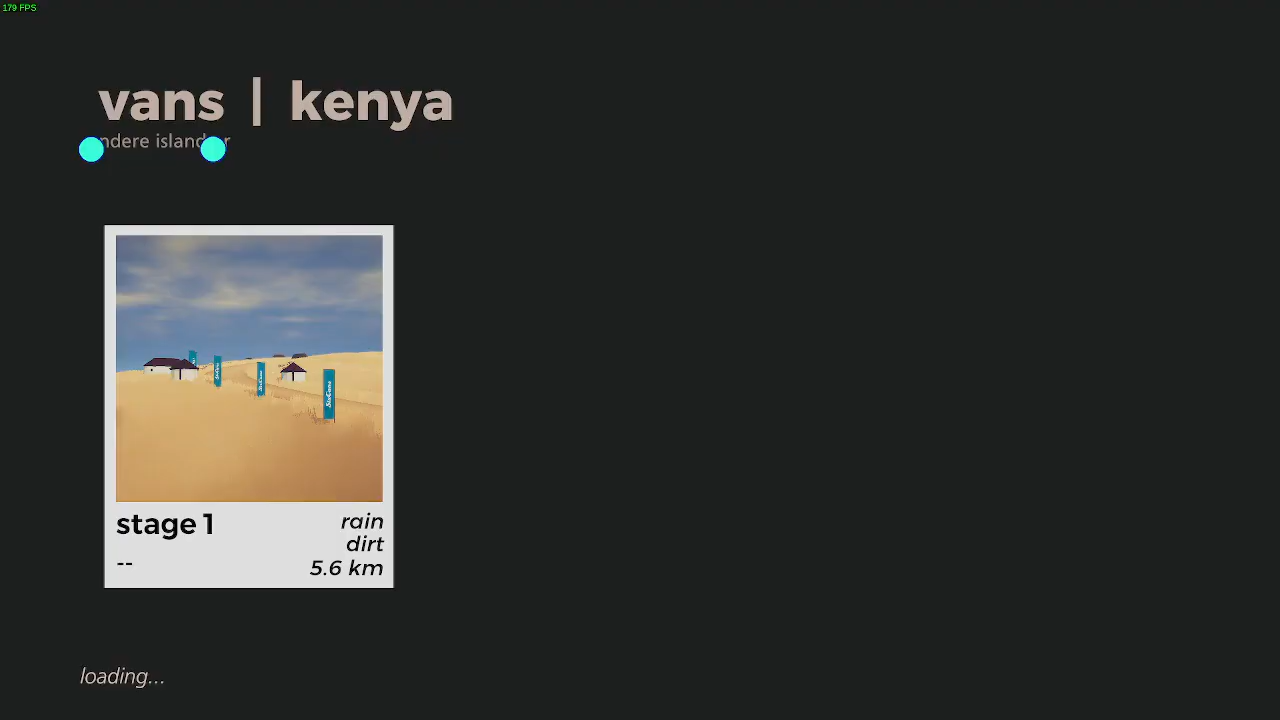 179 FPS
vans | kenya
stage 1
rain
dirt
--
5.6 km
loading...